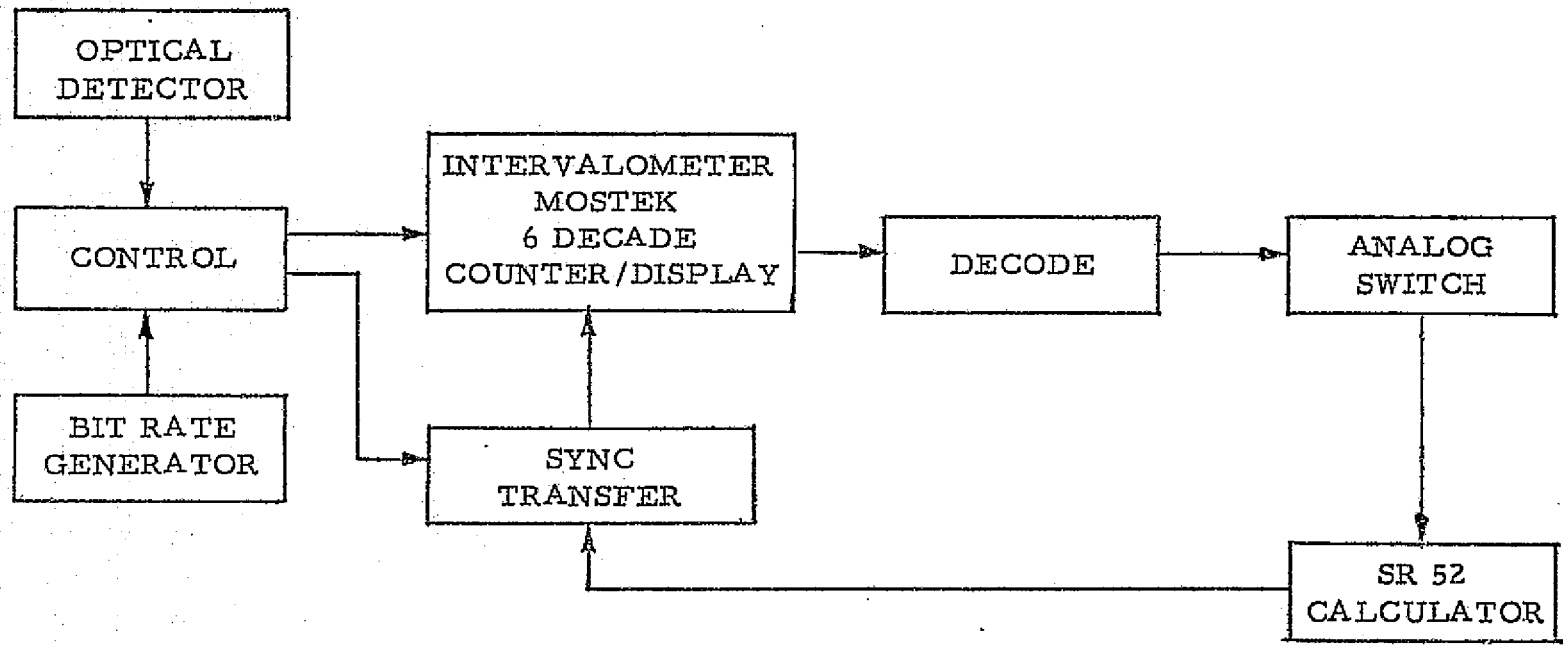 OPTICAL
DETECTOR
CONTROL
BIT RATE
GENERATOR
INTERVALOMETER
MOSTEK
6 DECADE
COUNTER/DISPLAY
SYNC
TRANSFER
DECODE
ANALOG
SWITCH
SR 52
CALCULATOR